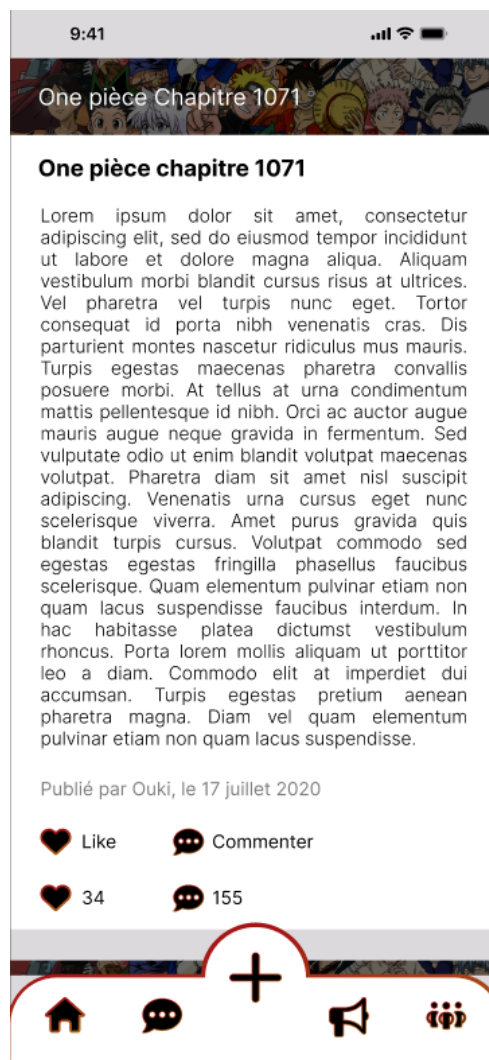 9:41
One pièce Chapitre 1071
One pièce chapitre 1071
Lorem ipsum dolor sit amet, consectetur
adipiscing elit, sed do eiusmod tempor incididunt
ut labore et dolore magna aliqua. Aliquam
vestibulum morbi blandit cursus risus at ultrices.
Vel pharetra vel turpis nunc eget. Tortor
consequat id porta nibh venenatis cras. Dis
parturient montes nascetur ridiculus mus mauris.
Turpis egestas maecenas pharetra convallis
posuere morbi. At tellus at urna condimentum
mattis pellentesque id nibh. Orci ac auctor augue
mauris augue neque gravida in fermentum. Sed
vulputate odio ut enim blandit volutpat maecenas
volutpat. Pharetra diam sit amet nisl suscipit
adipiscing. Venenatis urna cursus eget nunc
scelerisque viverra. Amet purus gravida quis
blandit turpis cursus. Volutpat commodo sed
egestas egestas fringilla phasellus faucibus
scelerisque. Quam elementum pulvinar etiam non
quam lacus suspendisse faucibus interdum. In
hac habitasse platea dictumst vestibulum
rhoncus. Porta lorem mollis aliquam ut porttitor
leo a diam. Commodo elit at imperdiet dui
accumsan. Turpis egestas pretium aenean
pharetra magna. Diam vel quam elementum
pulvinar etiam non quam lacus suspendisse.
Publié par Ouki, le 17 juillet 2020
Like Commenter
34 155